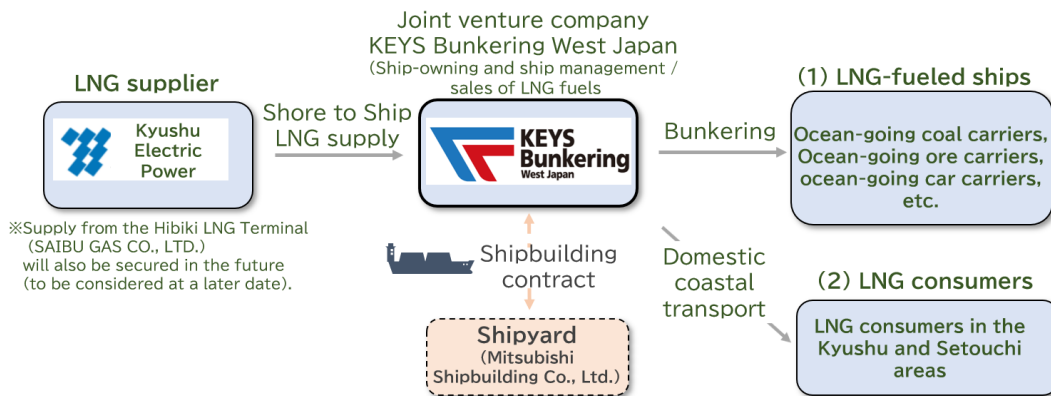 Joint venture company
KEYS Bunkering West Japan
(Ship-owning and ship management /
sales of LNG fuels
LNG supplier
Kyushu
Electric
Power
※Supply from the Hibiki LNG Terminal
(SAIBU GAS CO., LTD.)
will also be secured in the future
(to be considered at a later date).
Shore to Ship
LNG supply
KEYS
Bunkering
West Japan
Shipbuilding
contract
Shipyard
(Mitsubishi
Shipbuilding Co., Ltd.)
Bunkering
(1) LNG-fueled ships
Ocean-going coal carriers,
Ocean-going ore carriers,
ocean-going car carriers,
etc.
Domestic
coastal
transport
(2) LNG consumers
LNG consumers in the
Kyushu and Setouchi
areas